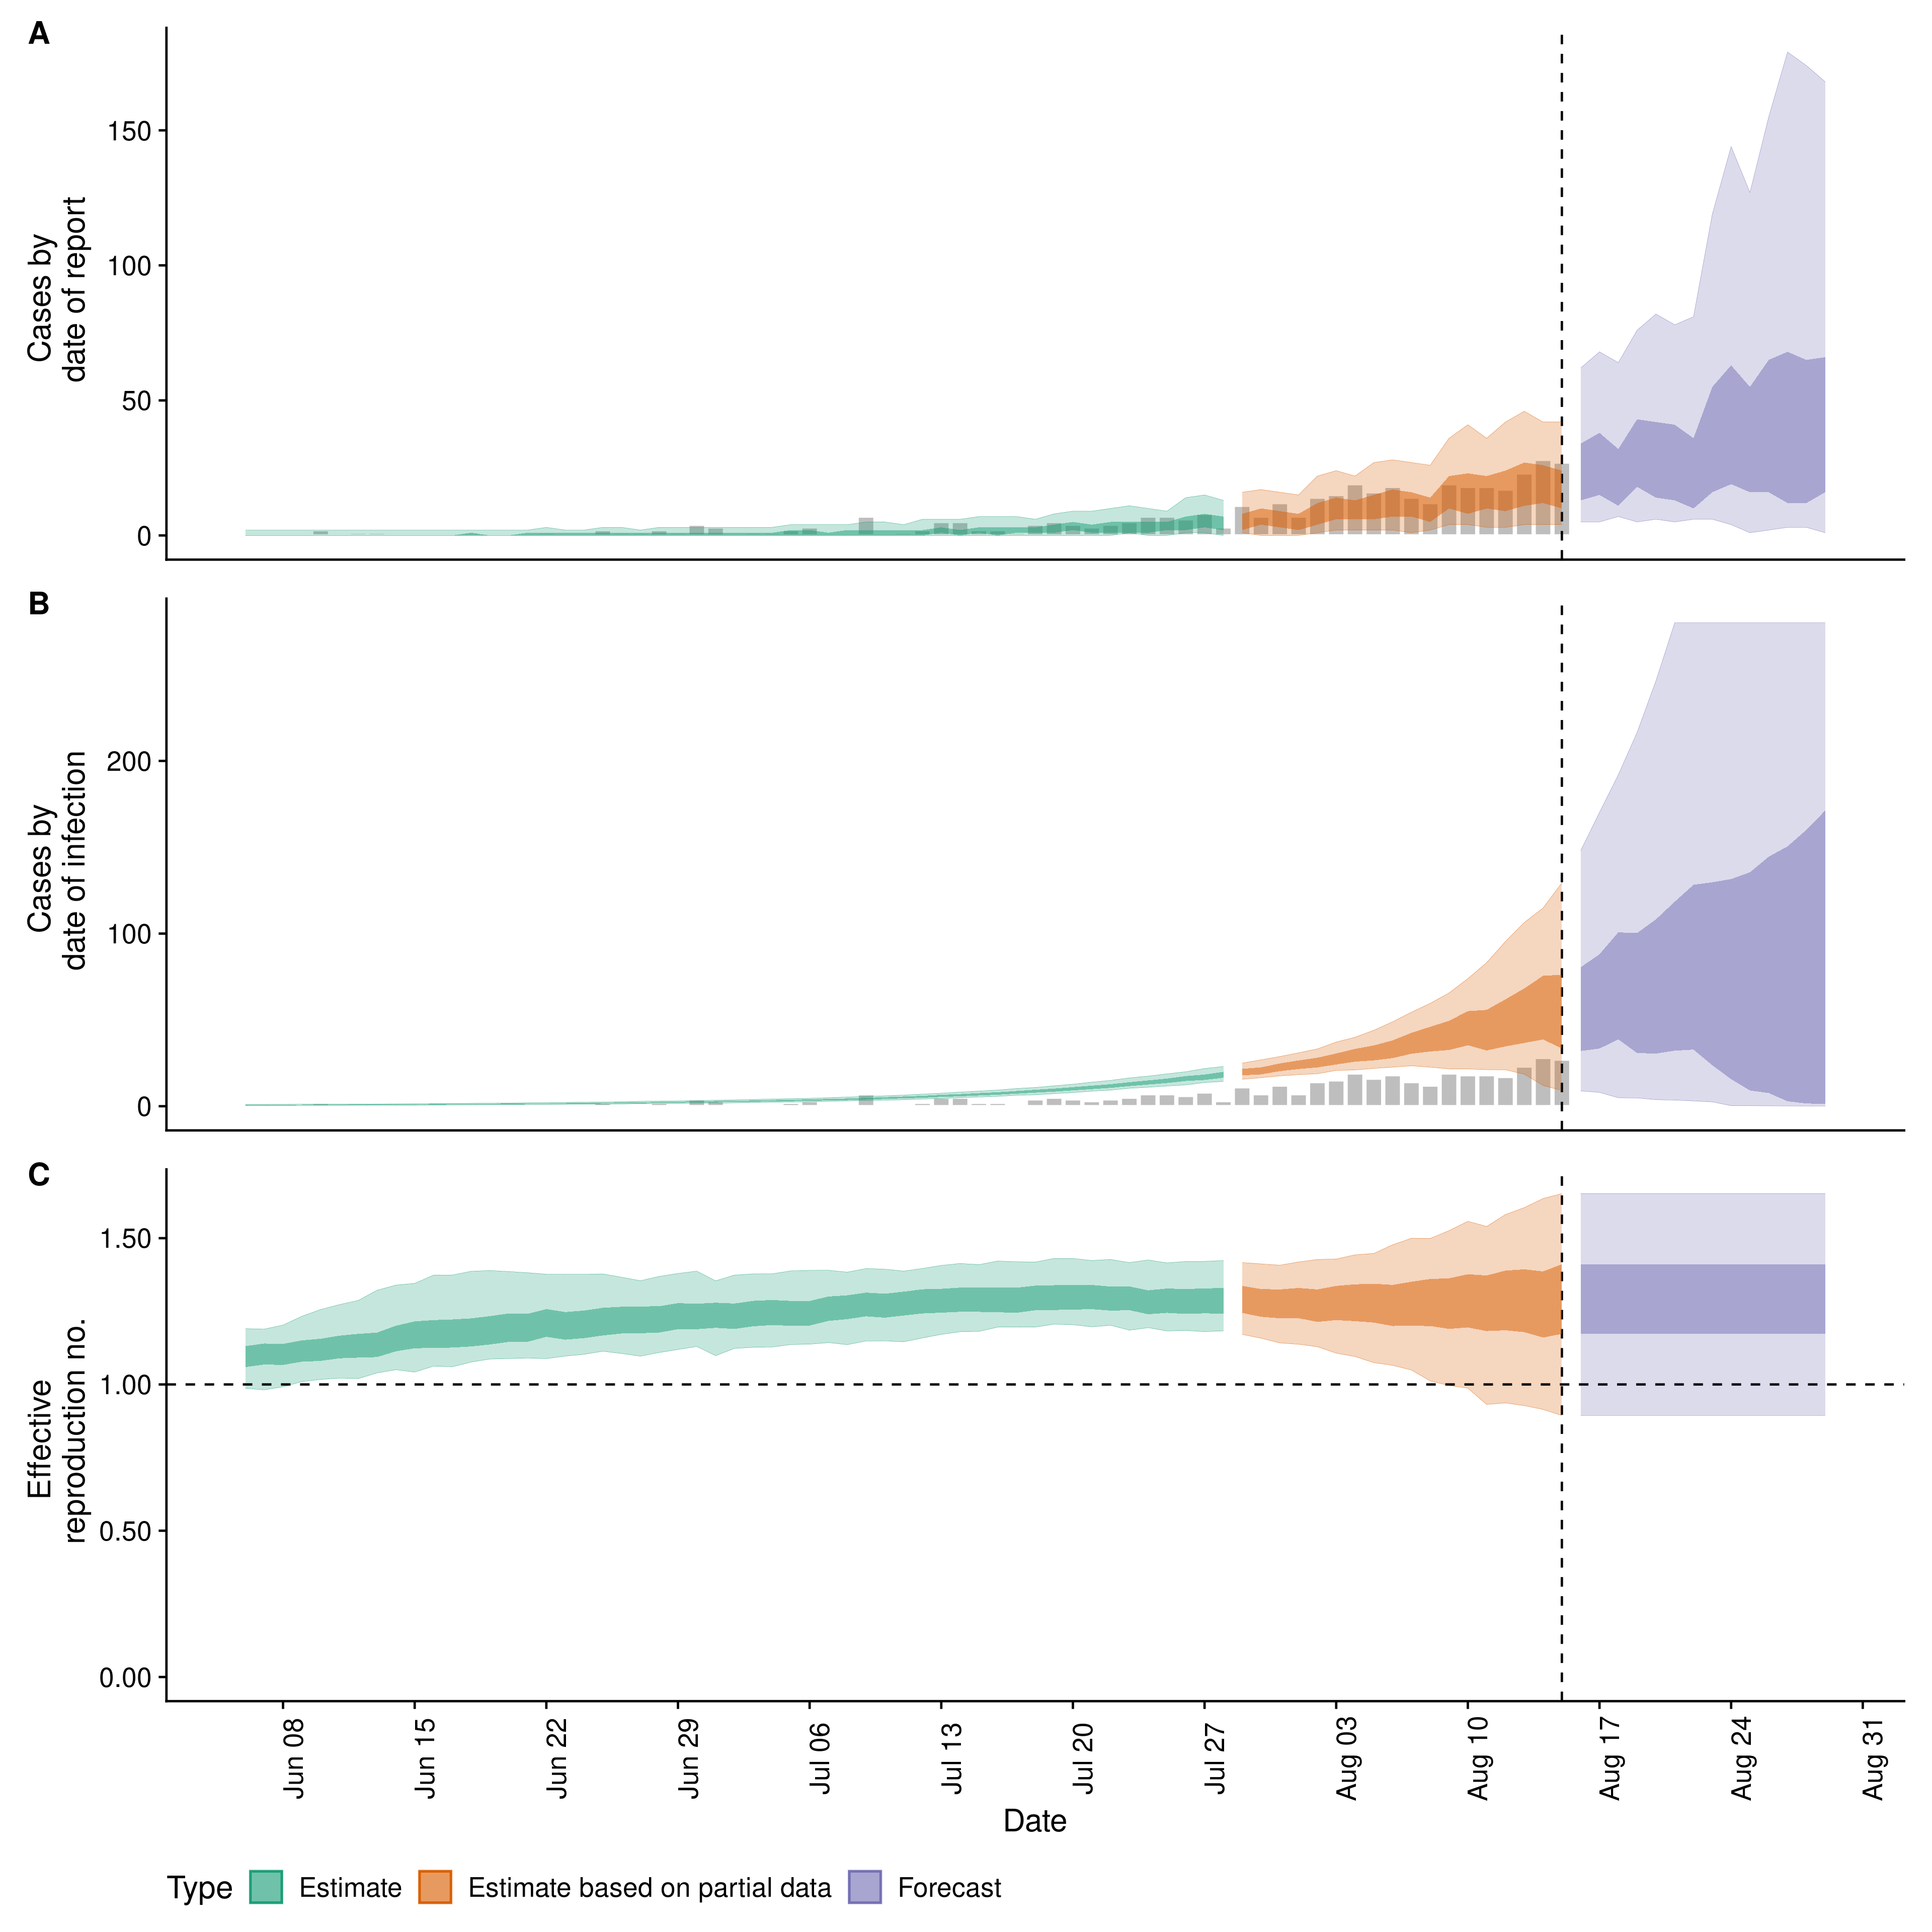 A
Cases by
date of report
150
100
50
0
B
Cases by
date of infection
200
100
0
C
Effective
reproduction no.
1.50
1.00
0.50
0.00
Jun 08
Jun 15
Jun 22
Jun 29
Jul 06
Jul 13
Jul 20
Jul 27
Aug 03
Aug 10
Aug 17
Aug 24
Aug 31
Date
Type Estimate Estimate based on partial data Forecast